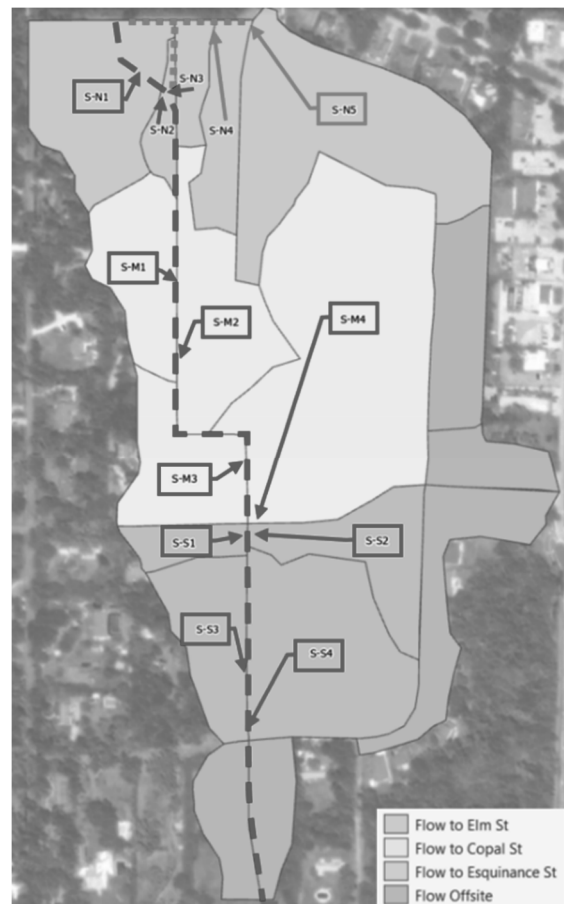 S-N1
S-N3
S-N2
S-N4
S-N5
S-M1
S-M2
S-M4
S-M3
S-S1
S-S2
S-S3
S-S4
Flow to Elm St
Flow to Copal St
Flow to Esquinance St
Flow Offsite